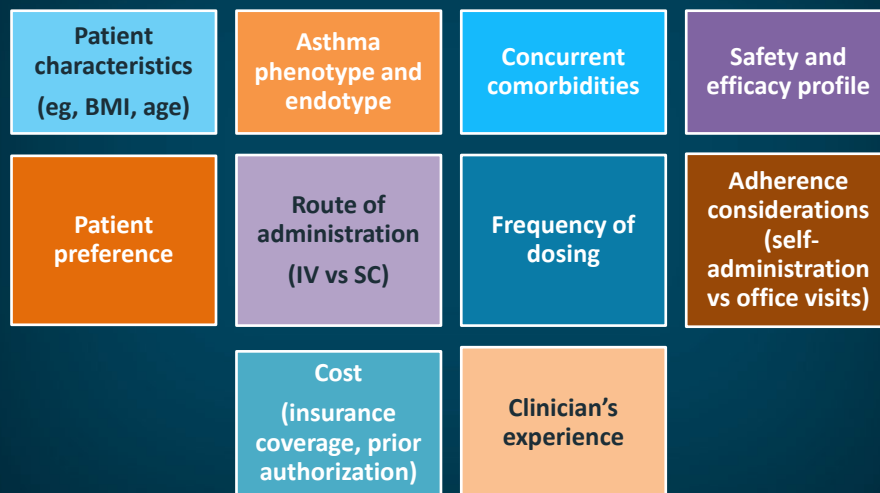 Patient
characteristics
(eg, BMI, age)
Asthma
phenotype and
endotype
Concurrent
comorbidities
Safety and
efficacy profile
Patient
preference
Route of
administration
(IV vs SC)
Frequency of
dosing
Adherence
considerations
(self-
administration
vs office visits)
Cost
(insurance
coverage, prior
authorization)
Clinician’s
experience